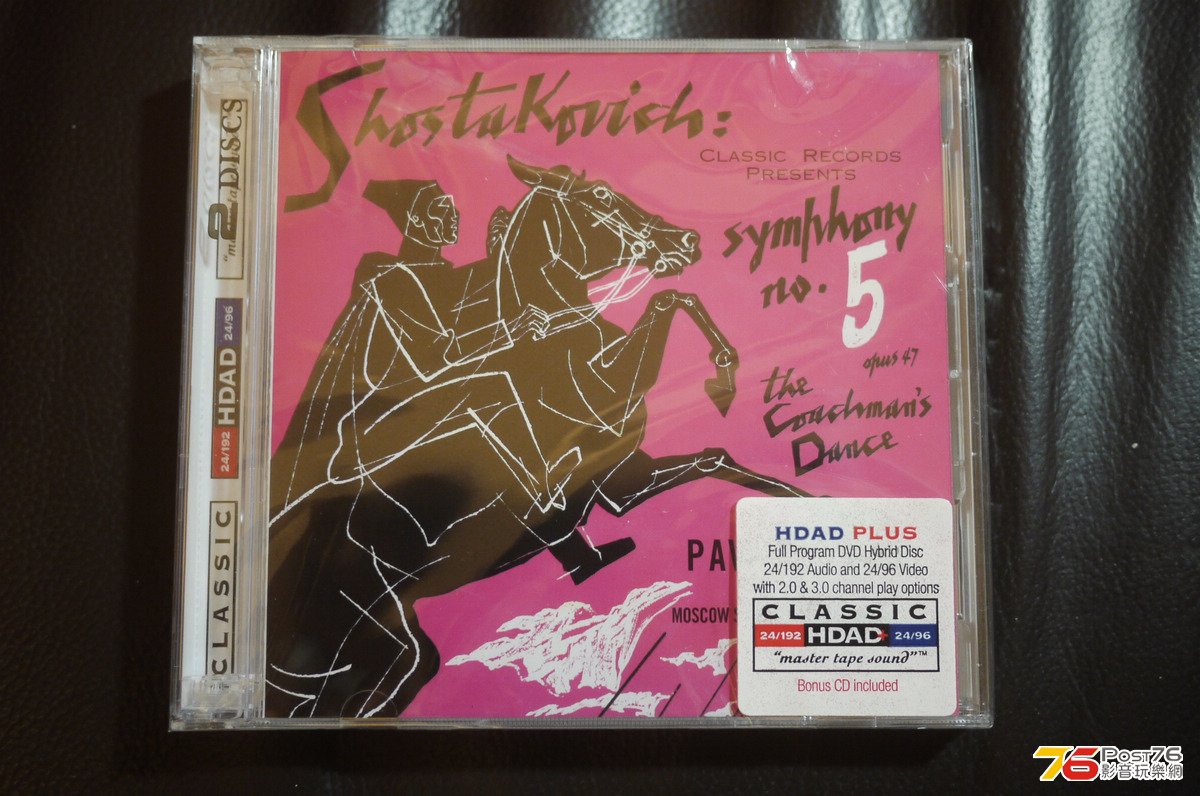 Shostakovich:
CLASSIC RECORDS
PRESENTS
symphony
no. 5
opus 47
the
Coachman's
Dance
PAV
MOSCOW S
HDAD PLUS
Full Program DVD Hybrid Disc
24/192 Audio and 24/96 Video
with 2.0 & 3.0 channel play options
CLASSIC
24/192 HDAD+ 24/96
"master tape sound"™
Bonus CD included
2 DISCS
24/192 HDAD 24/96
CLASSIC
76 Post76
影音玩樂網